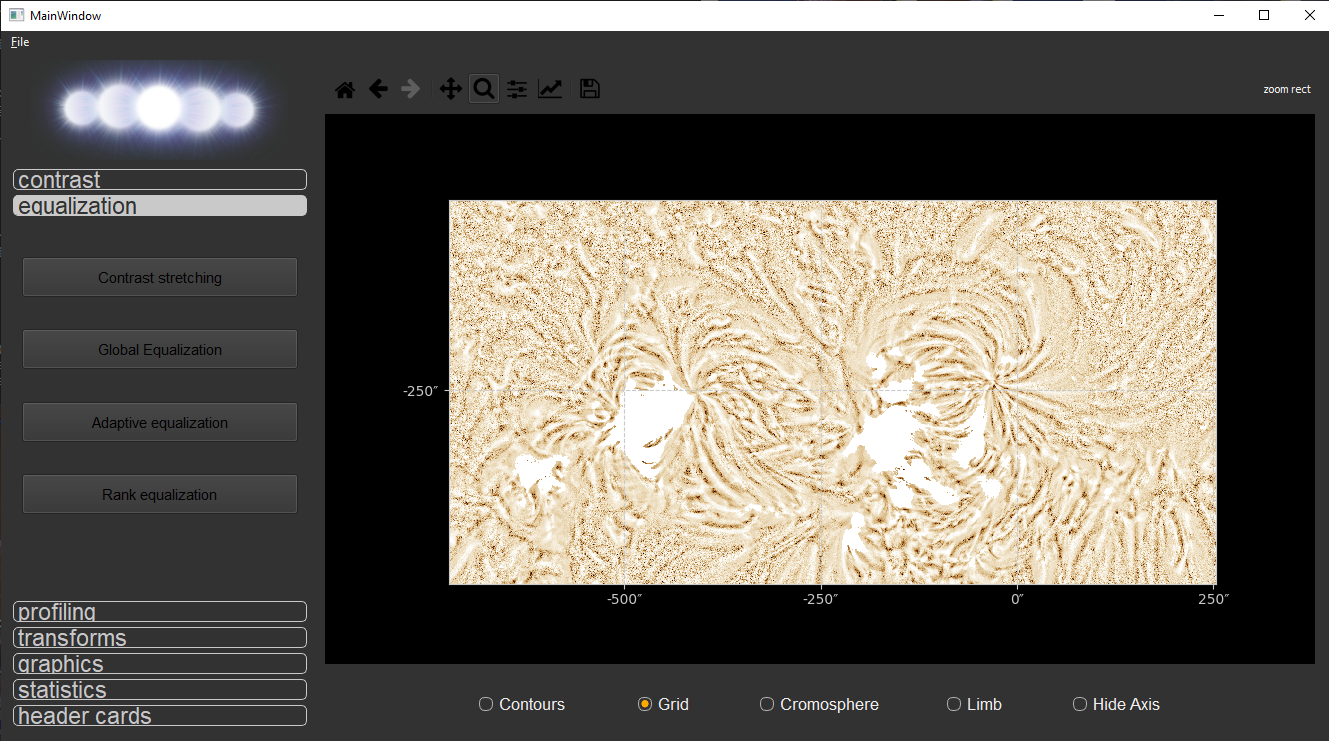 MainWindow
File
zoom rect
contrast
equalization
Contrast stretching
Global Equalization
Adaptive equalization
Rank equalization
profiling
transforms
graphics
statistics
header cards
-250″
-500″ -250″ 0″ 250″
Contours Grid Cromosphere Limb Hide Axis